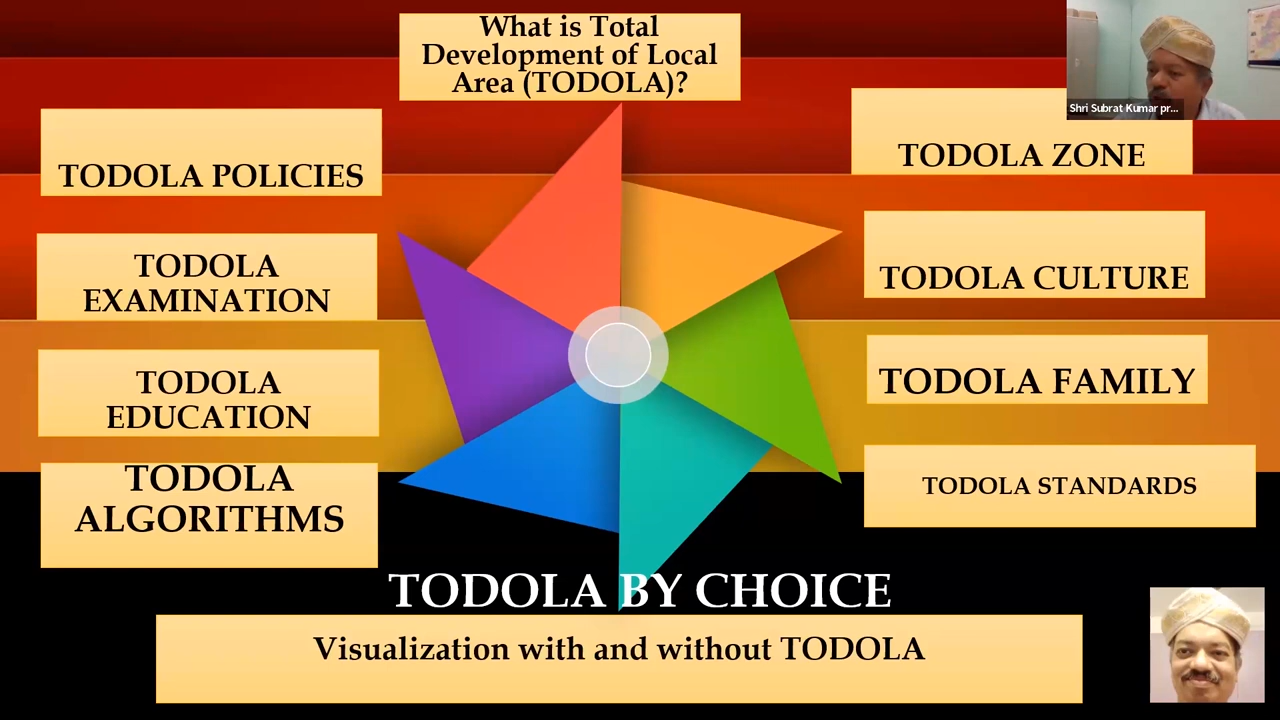 What is Total
Development of Local
Area (TODOLA)?
Shri Subrat Kumar pr...
TODOLA POLICIES
TODOLA
EXAMINATION
TODOLA
EDUCATION
TODOLA
ALGORITHMS
TODOLA ZONE
TODOLA CULTURE
TODOLA FAMILY
TODOLA STANDARDS
TODOLA BY CHOICE
Visualization with and without TODOLA